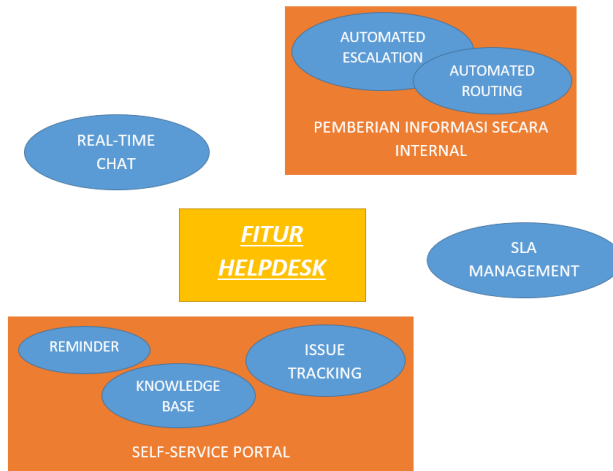 AUTOMATED
ESCALATION
AUTOMATED
ROUTING
PEMBERIAN INFORMASI SECARA
INTERNAL
REAL-TIME
CHAT
FITUR
HELPDESK
SLA
MANAGEMENT
REMINDER
KNOWLEDGE
BASE
ISSUE
TRACKING
SELF-SERVICE PORTAL